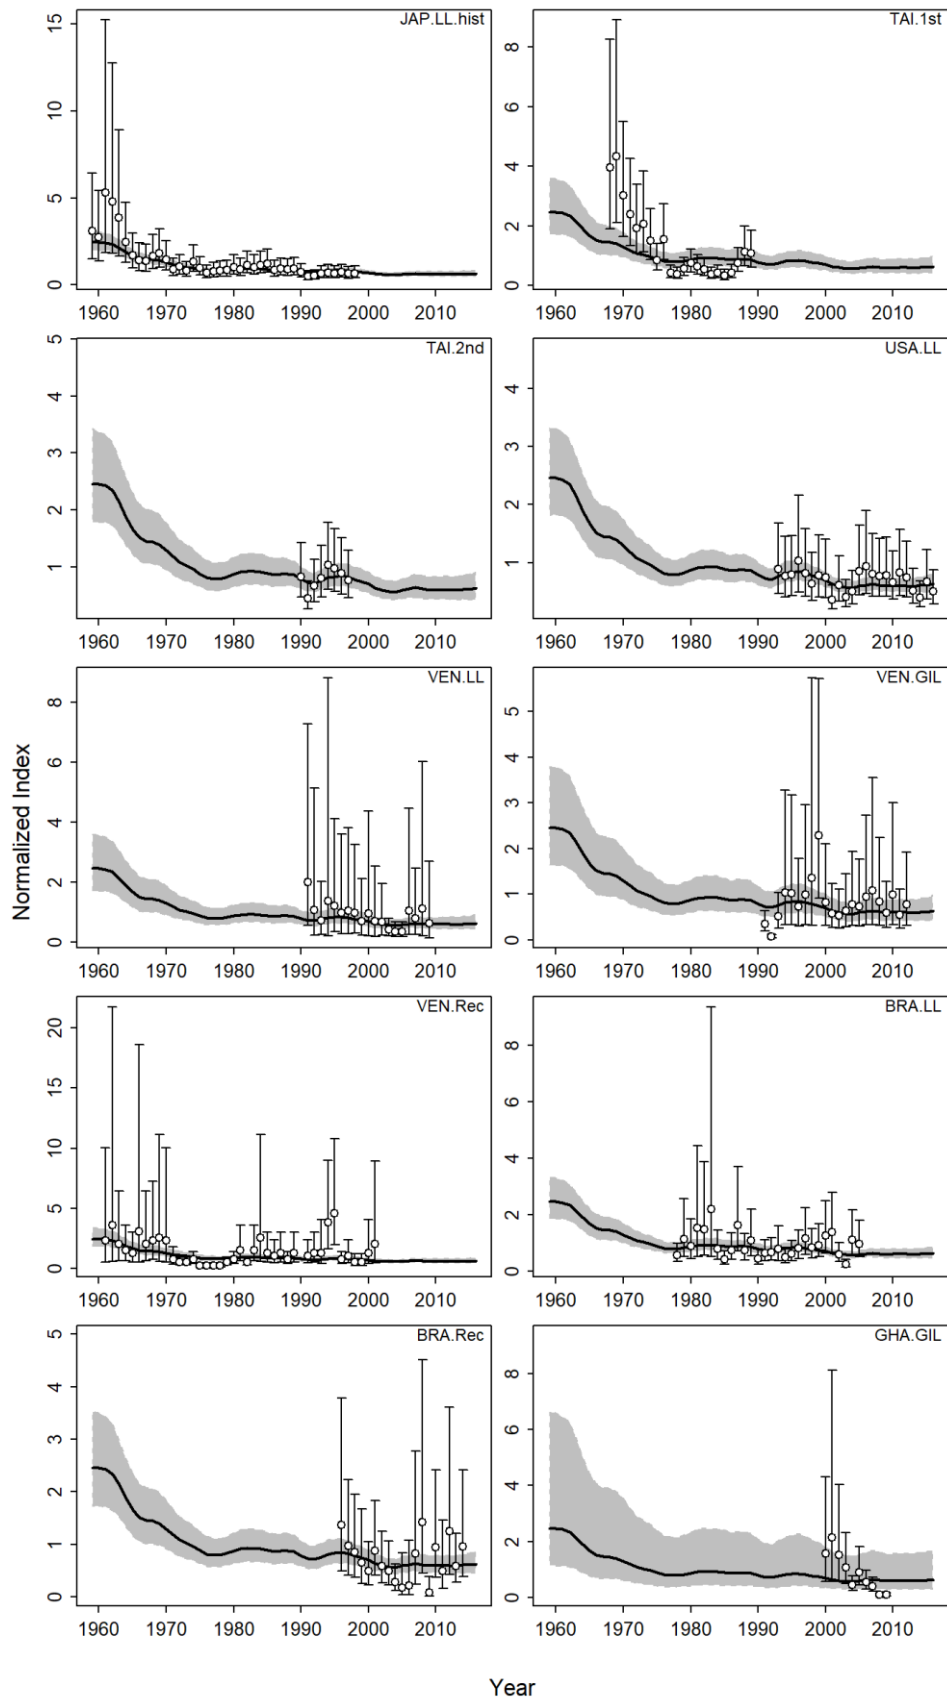 JAP.LL.hist
0 5 10 15
1960 1970 1980 1990 2000 2010
TAI.1st
0 2 4 6 8
1960 1970 1980 1990 2000 2010
TAI.2nd
1 2 3 4 5
1960 1970 1980 1990 2000 2010
USA.LL
1 2 3 4
1960 1970 1980 1990 2000 2010
VEN.LL
0 2 4 6 8
1960 1970 1980 1990 2000 2010
VEN.GIL
0 1 2 3 4 5
1960 1970 1980 1990 2000 2010
VEN.Rec
0 5 10 15 20
1960 1970 1980 1990 2000 2010
BRA.LL
0 2 4 6 8
1960 1970 1980 1990 2000 2010
BRA.Rec
0 1 2 3 4 5
1960 1970 1980 1990 2000 2010
GHA.GIL
0 2 4 6 8
1960 1970 1980 1990 2000 2010
Normalized Index
Year